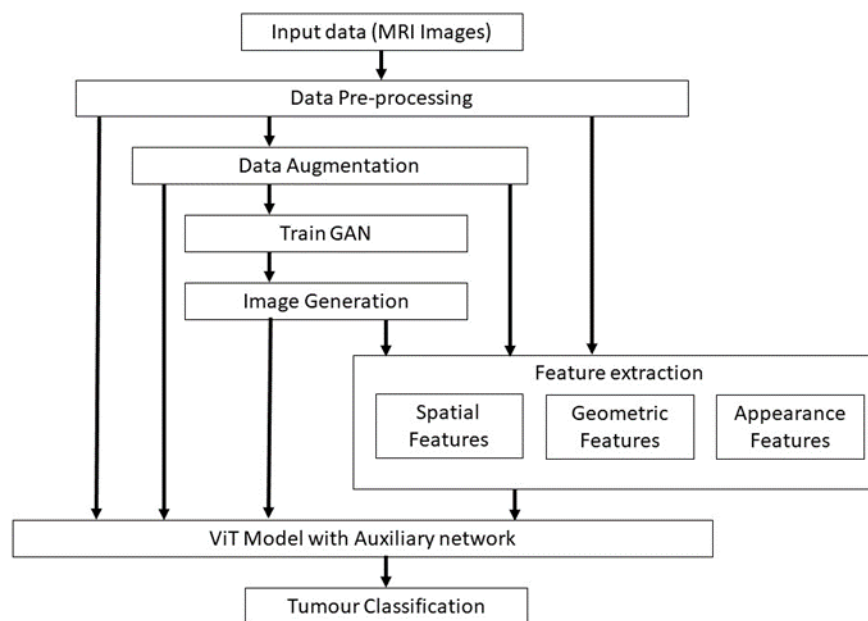 Input data (MRI Images)
Data Pre-processing
Data Augmentation
Train GAN
Image Generation
Feature extraction
Spatial
Features
Geometric
Features
Appearance
Features
ViT Model with Auxiliary network
Tumour Classification